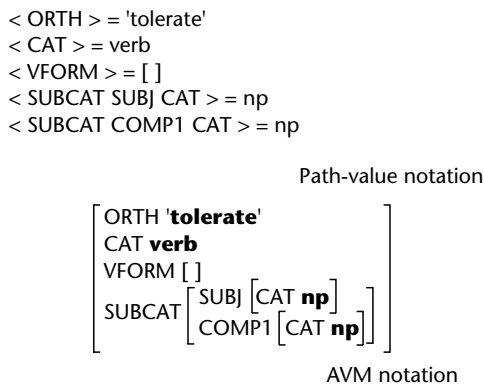 < ORTH > = 'tolerate'
< CAT > = verb
< VFORM > = [ ]
< SUBCAT SUBJ CAT > = np
< SUBCAT COMP1 CAT > = np
Path-value notation
ORTH 'tolerate'
CAT verb
VFORM [ ]
SUBCAT [ SUBJ [CAT np]
COMP1 [CAT np] ]
AVM notation